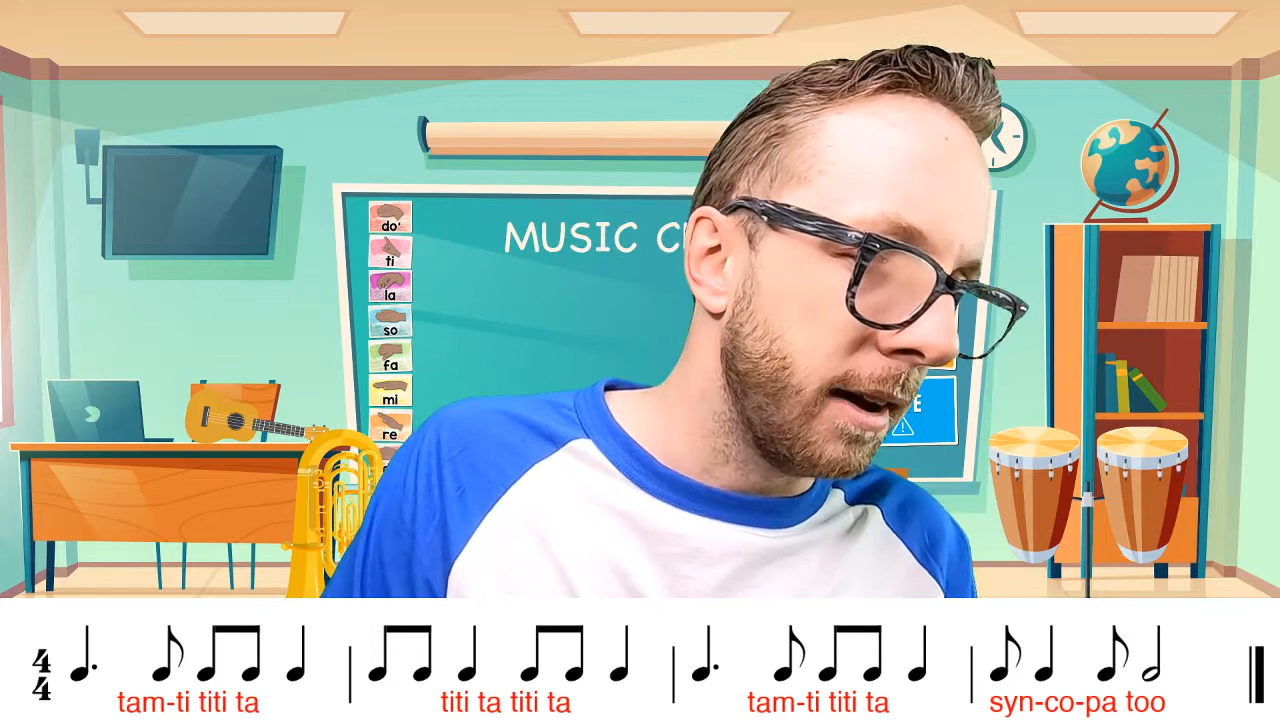 MUSIC C
do'
ti
la
so
fa
mi
re
E
4
4
tam-ti titi ta
titi ta titi ta
tam-ti titi ta
syn-co-pa too